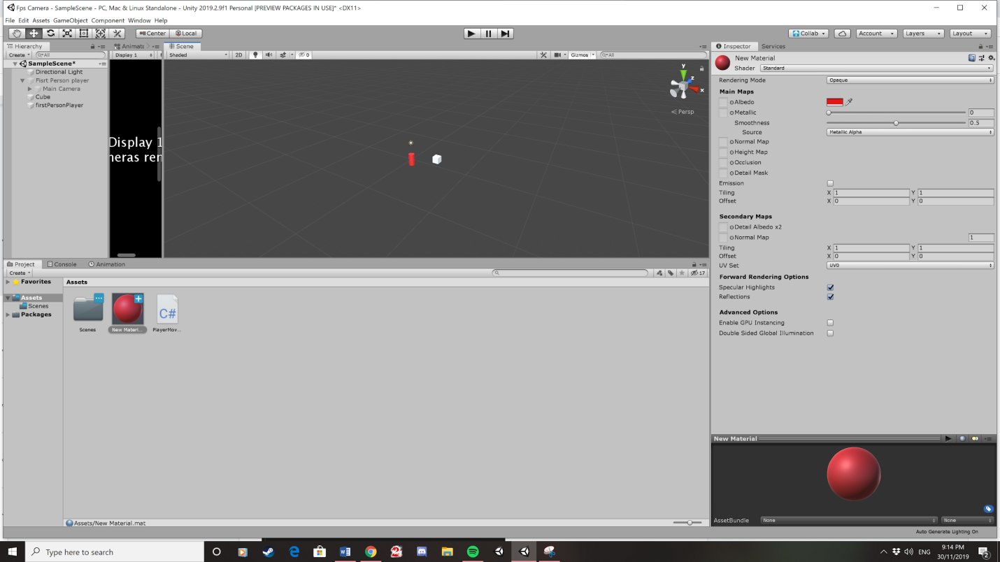 Fps Camera - SampleScene - PC, Mac & Linux Standalone - Unity 2019.2.9f1 Personal [PREVIEW PACKAGES IN USE]* <DX11>
File Edit Assets GameObject Component Window Help
Center Local Collab Account Layers Layout
Hierarchy Animato Scene Inspector Services
Create All Display 1 Shaded 2D 0 Gizmos All
SampleScene*
Directional Light
Fisrt Person player
Main Camera
Cube
firstPersonPlayer
Display 1
neras ren
y
z
x
Persp
New Material
Shader Standard
Rendering Mode Opaque
Main Maps
Albedo
Metallic 0
Smoothness 0.5
Source Metallic Alpha
Normal Map
Height Map
Occlusion
Detail Mask
Emission
Tiling X 1 Y 1
Offset X 0 Y 0
Secondary Maps
Detail Albedo x2
Normal Map 1
Tiling X 1 Y 1
Offset X 0 Y 0
UV Set UV0
Forward Rendering Options
Specular Highlights
Reflections
Advanced Options
Enable GPU Instancing
Double Sided Global Illumination
Project Console Animation
Create 17
Favorites
Assets
Scenes
Packages
Assets
C#
Scenes New Materi... PlayerMov...
Assets/New Material.mat
New Material
AssetBundle None None
Auto Generate Lighting On
Type here to search
W
2
ENG
9:14 PM
30/11/2019
2